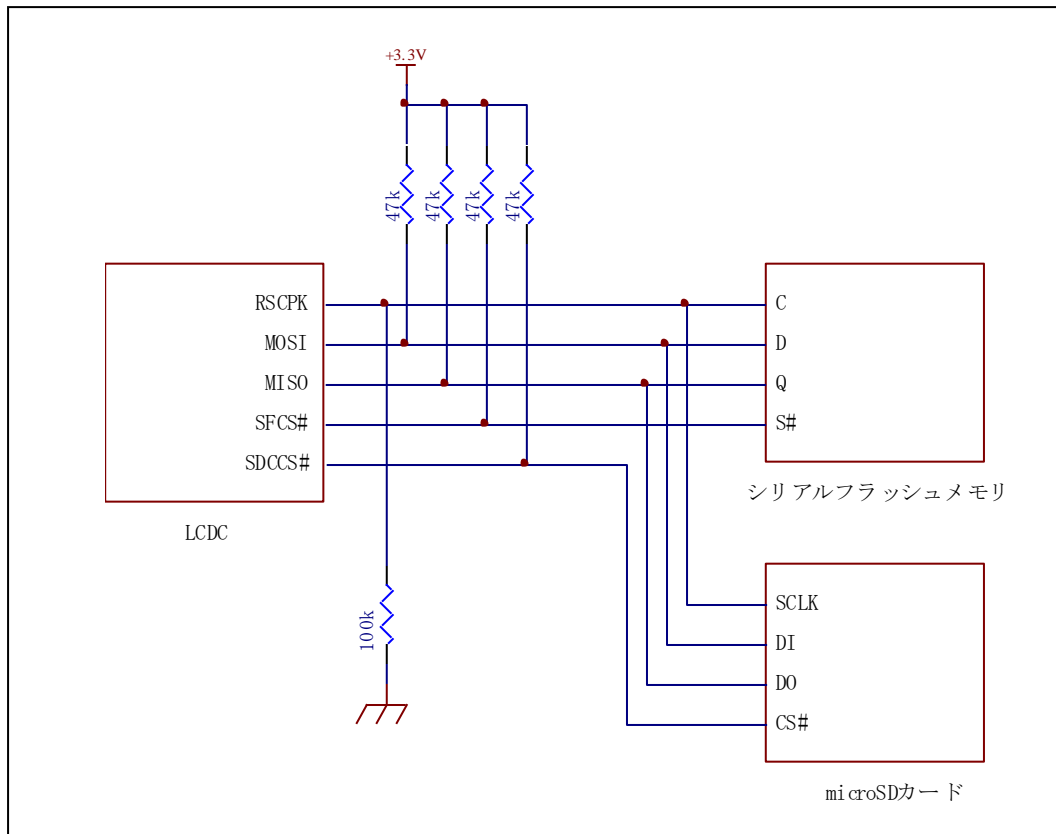 +3.3V
47k
47k
47k
47k
RSCPK
MOSI
MISO
SFCS#
SDCCS#
LCDC
C
D
Q
S#
シリアルフラッシュメモリ
100k
SCLK
DI
DO
CS#
microSDカード